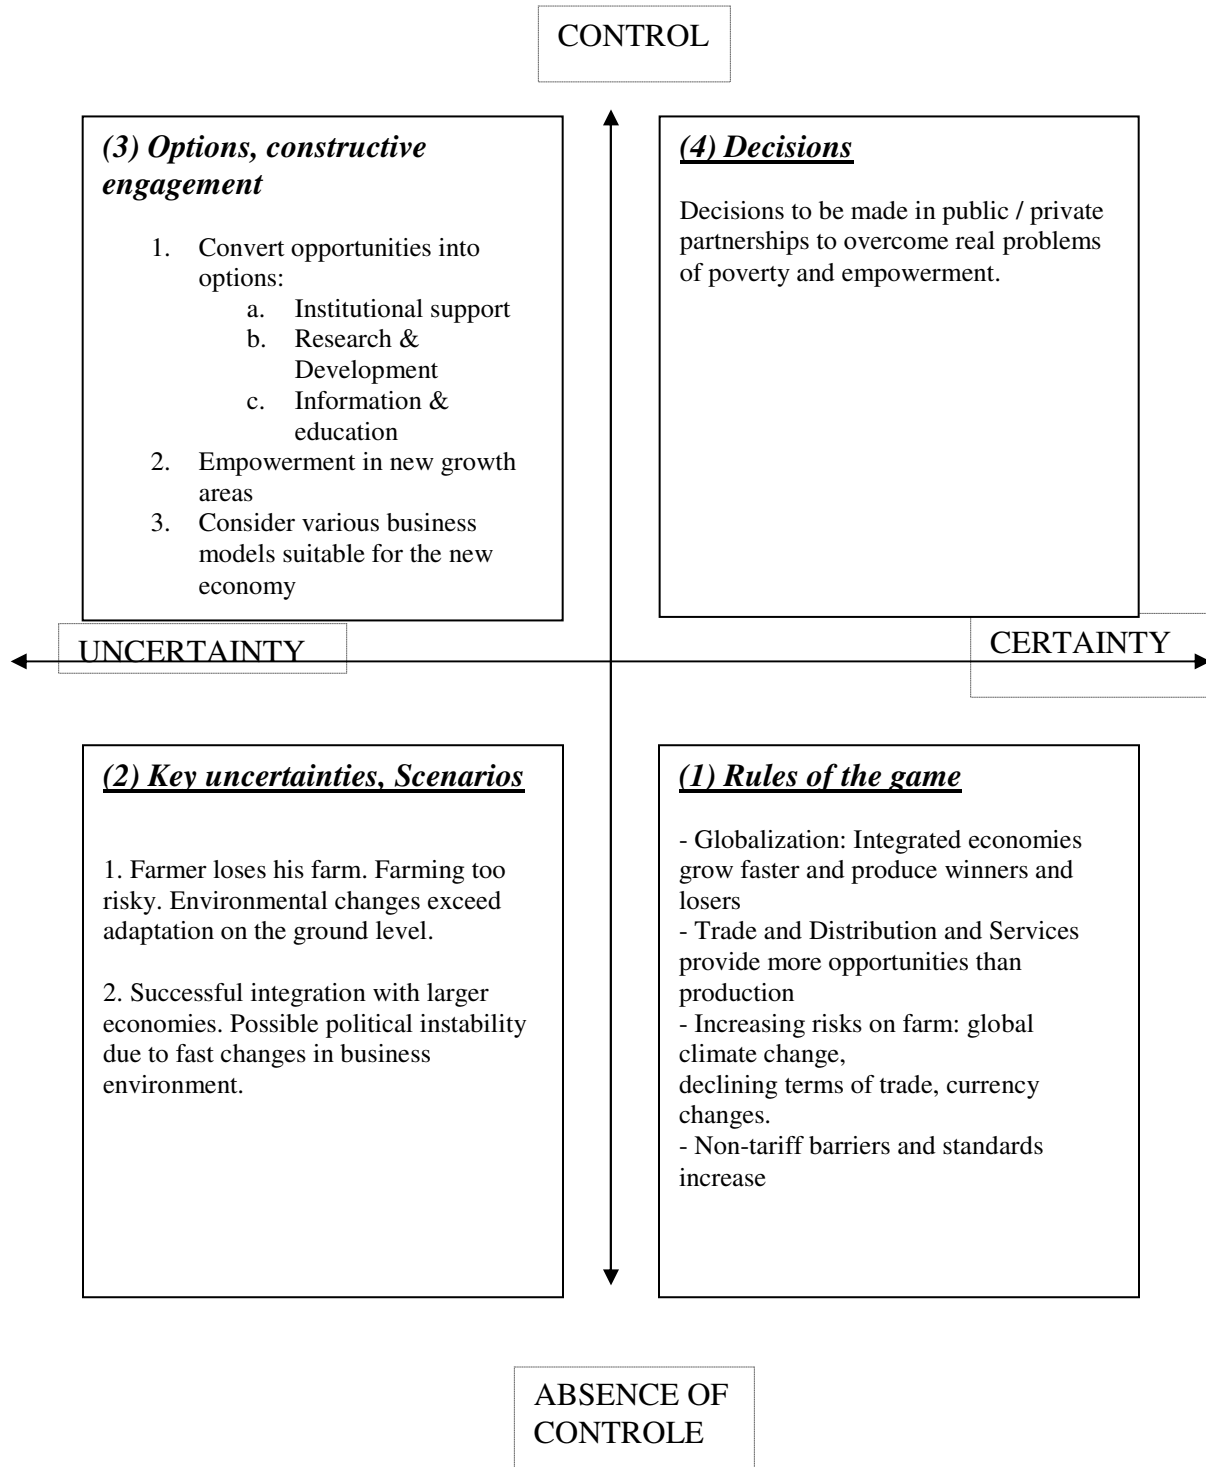 CONTROL
(3) Options, constructive
engagement
1. Convert opportunities into
options:
a. Institutional support
b. Research &
Development
c. Information &
education
2. Empowerment in new growth
areas
3. Consider various business
models suitable for the new
economy
(4) Decisions
Decisions to be made in public / private
partnerships to overcome real problems
of poverty and empowerment.
UNCERTAINTY
CERTAINTY
(2) Key uncertainties, Scenarios
1. Farmer loses his farm. Farming too
risky. Environmental changes exceed
adaptation on the ground level.
2. Successful integration with larger
economies. Possible political instability
due to fast changes in business
environment.
(1) Rules of the game
- Globalization: Integrated economies
grow faster and produce winners and
losers
- Trade and Distribution and Services
provide more opportunities than
production
- Increasing risks on farm: global
climate change,
declining terms of trade, currency
changes.
- Non-tariff barriers and standards
increase
ABSENCE OF
CONTROLE